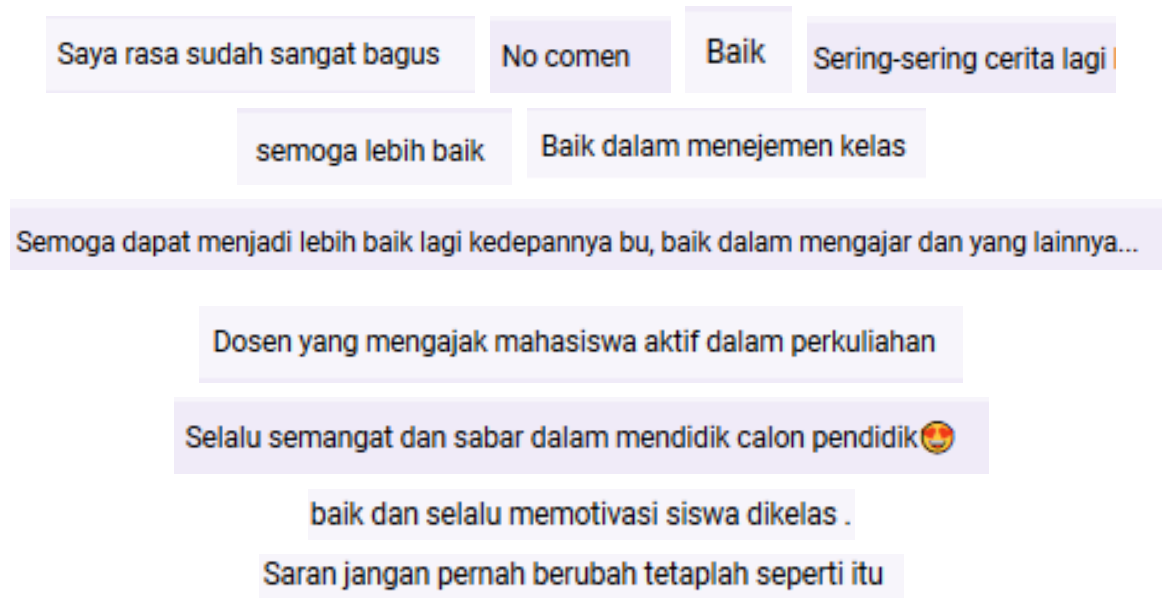 Saya rasa sudah sangat bagus
No comen
Baik
Sering-sering cerita lagi
semoga lebih baik
Baik dalam menejemen kelas
Semoga dapat menjadi lebih baik lagi kedepannya bu, baik dalam mengajar dan yang lainnya...
Dosen yang mengajak mahasiswa aktif dalam perkuliahan
Selalu semangat dan sabar dalam mendidik calon pendidik😍
baik dan selalu memotivasi siswa dikelas .
Saran jangan pernah berubah tetaplah seperti itu